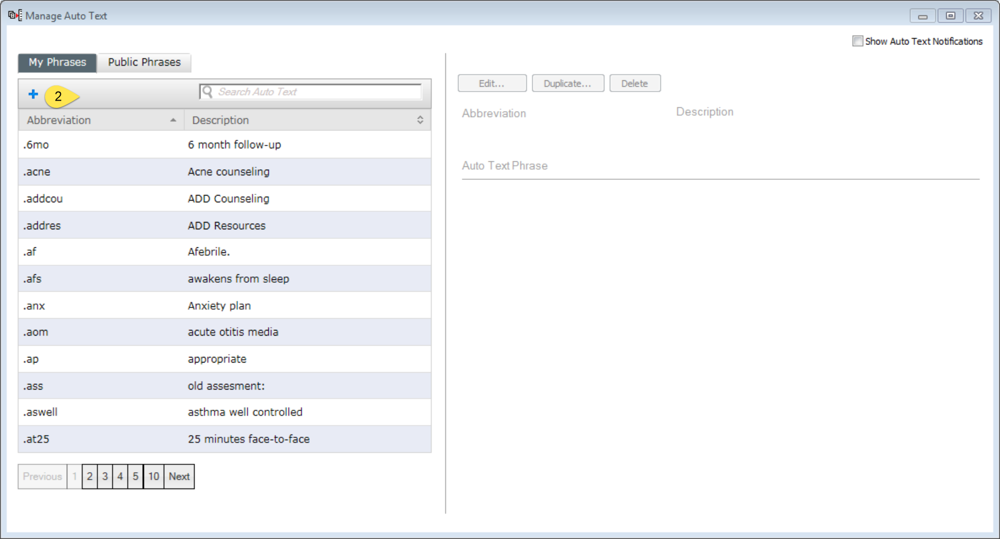 Manage Auto Text
Show Auto Text Notifications
My Phrases Public Phrases
2 Search Auto Text
Edit... Duplicate... Delete
Abbreviation Description
Abbreviation Description
.6mo 6 month follow-up
.acne Acne counseling
Auto Text Phrase
.addcou ADD Counseling
.addres ADD Resources
.af Afebrile.
.afs awakens from sleep
.anx Anxiety plan
.aom acute otitis media
.ap appropriate
.ass old assesment:
.aswell asthma well controlled
.at25 25 minutes face-to-face
Previous 1 2 3 4 5 10 Next